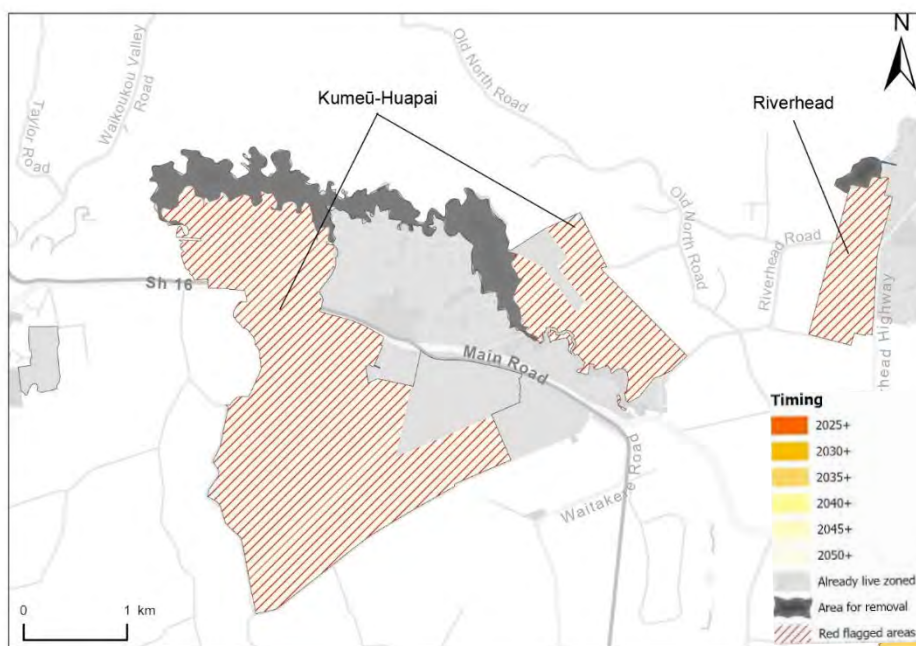 N
Old North Road
Waikoukou Valley
Road
Taylor Road
Kumeū-Huapai
Riverhead
Old North Road
Riverhead Road
Sh 16
Main Road
rhead Highway
Waitakere Road
Timing
2025+
2030+
2035+
2040+
2045+
2050+
Already live zoned
Area for removal
Red flagged areas
0
1 km